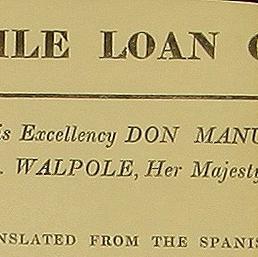 ILE LOAN C
is Excellency DON MANU
. WALPOLE, Her Majesty
NSLATED FROM THE SPANIS